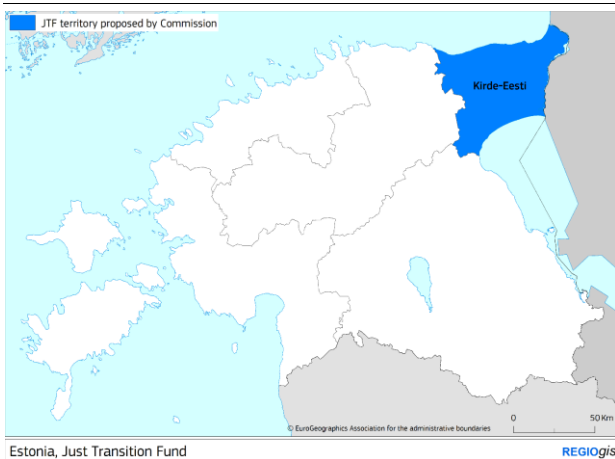 JTF territory proposed by Commission
Kirde-Eesti
© EuroGeographics Association for the administrative boundaries
0 50 Km
Estonia, Just Transition Fund
REGIOgis